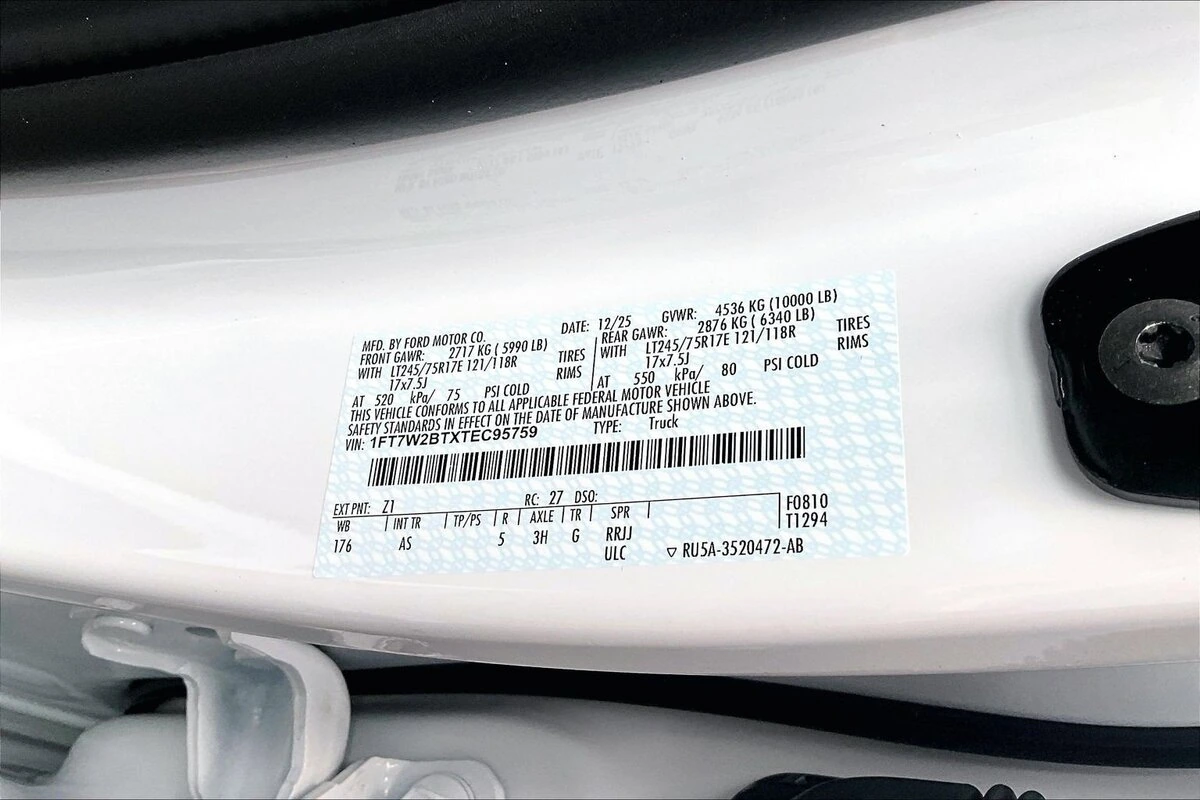 MFD. BY FORD MOTOR CO. DATE: 12/25 GVWR: 4536 KG (10000 LB)
FRONT GAWR: 2717 KG ( 5990 LB) REAR GAWR: 2876 KG ( 6340 LB)
WITH LT245/75R17E 121/118R TIRES WITH LT245/75R17E 121/118R TIRES
17x7.5J RIMS 17x7.5J RIMS
AT 520 kPa/ 75 PSI COLD AT 550 kPa/ 80 PSI COLD
THIS VEHICLE CONFORMS TO ALL APPLICABLE FEDERAL MOTOR VEHICLE
SAFETY STANDARDS IN EFFECT ON THE DATE OF MANUFACTURE SHOWN ABOVE.
VIN: 1FT7W2BTXTEC95759 TYPE: Truck
EXT PNT: Z1 RC: 27 DSO:
WB INT TR TP/PS R AXLE TR SPR F0810
176 AS 5 3H G RRJJ T1294
ULC ▽ RU5A-3520472-AB